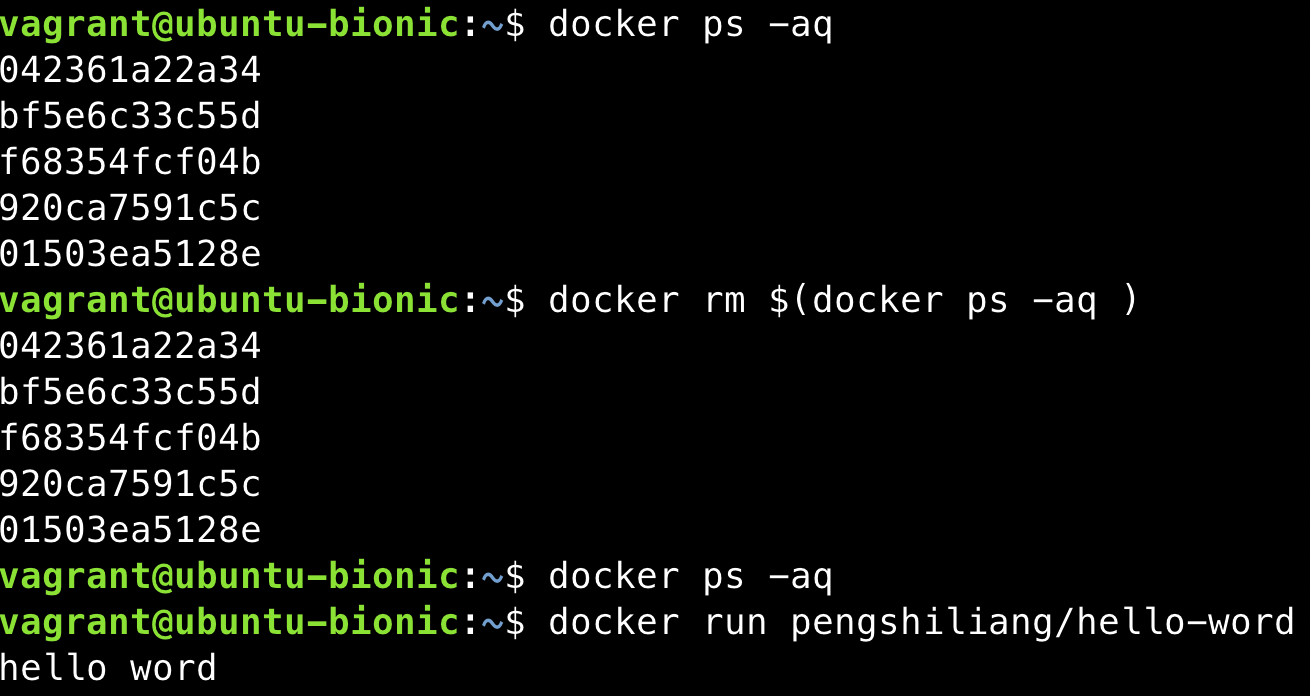 vagrant@ubuntu-bionic:~$ docker ps -aq
042361a22a34
bf5e6c33c55d
f68354fcf04b
920ca7591c5c
01503ea5128e
vagrant@ubuntu-bionic:~$ docker rm $(docker ps -aq )
042361a22a34
bf5e6c33c55d
f68354fcf04b
920ca7591c5c
01503ea5128e
vagrant@ubuntu-bionic:~$ docker ps -aq
vagrant@ubuntu-bionic:~$ docker run pengshiliang/hello-word
hello word